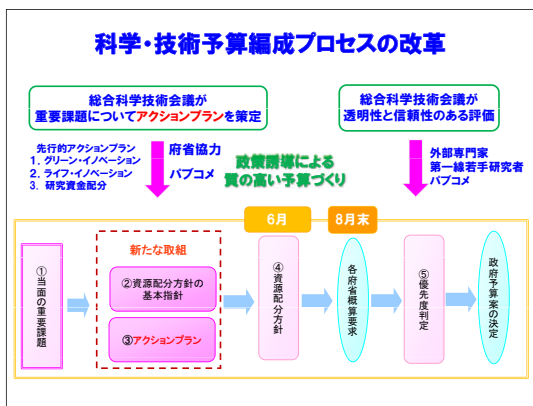 科学・技術予算編成プロセスの改革
総合科学技術会議が
重要課題についてアクションプランを策定
総合科学技術会議が
透明性と信頼性のある評価
先行的アクションプラン
1. グリーン・イノベーション
2. ライフ・イノベーション
3. 研究資金配分
府省協力
パブコメ
政策誘導による
質の高い予算づくり
外部専門家
第一線若手研究者
パブコメ
6月
8月末
①当面の重要課題
新たな取組
②資源配分方針の
基本指針
③アクションプラン
④資源配分方針
各府省概算要求
⑤優先度判定
政府予算案の決定